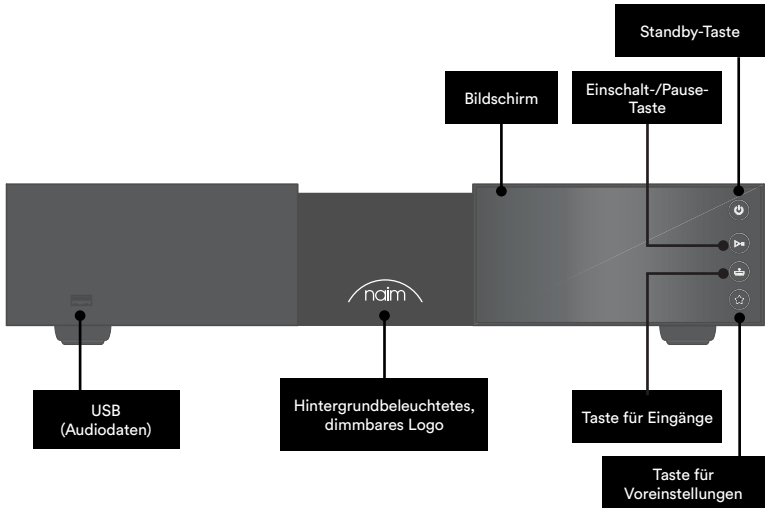 Standby-Taste
Bildschirm
Einschalt-/Pause-
Taste
naim
USB
(Audiodaten)
Hintergrundbeleuchtetes,
dimmbares Logo
Taste für Eingänge
Taste für
Voreinstellungen